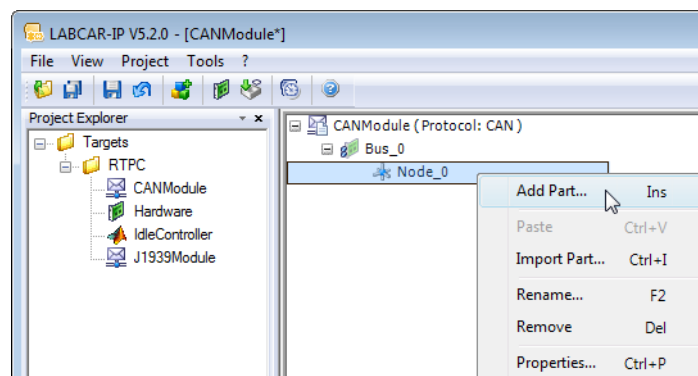 LABCAR-IP V5.2.0 - [CANModule*]
File View Project Tools ?
Project Explorer
Targets
RTPC
CANModule
Hardware
IdleController
J1939Module
CANModule ( Protocol: CAN )
Bus_0
Node_0
Add Part... Ins
Paste Ctrl+V
Import Part... Ctrl+I
Rename... F2
Remove Del
Properties... Ctrl+P